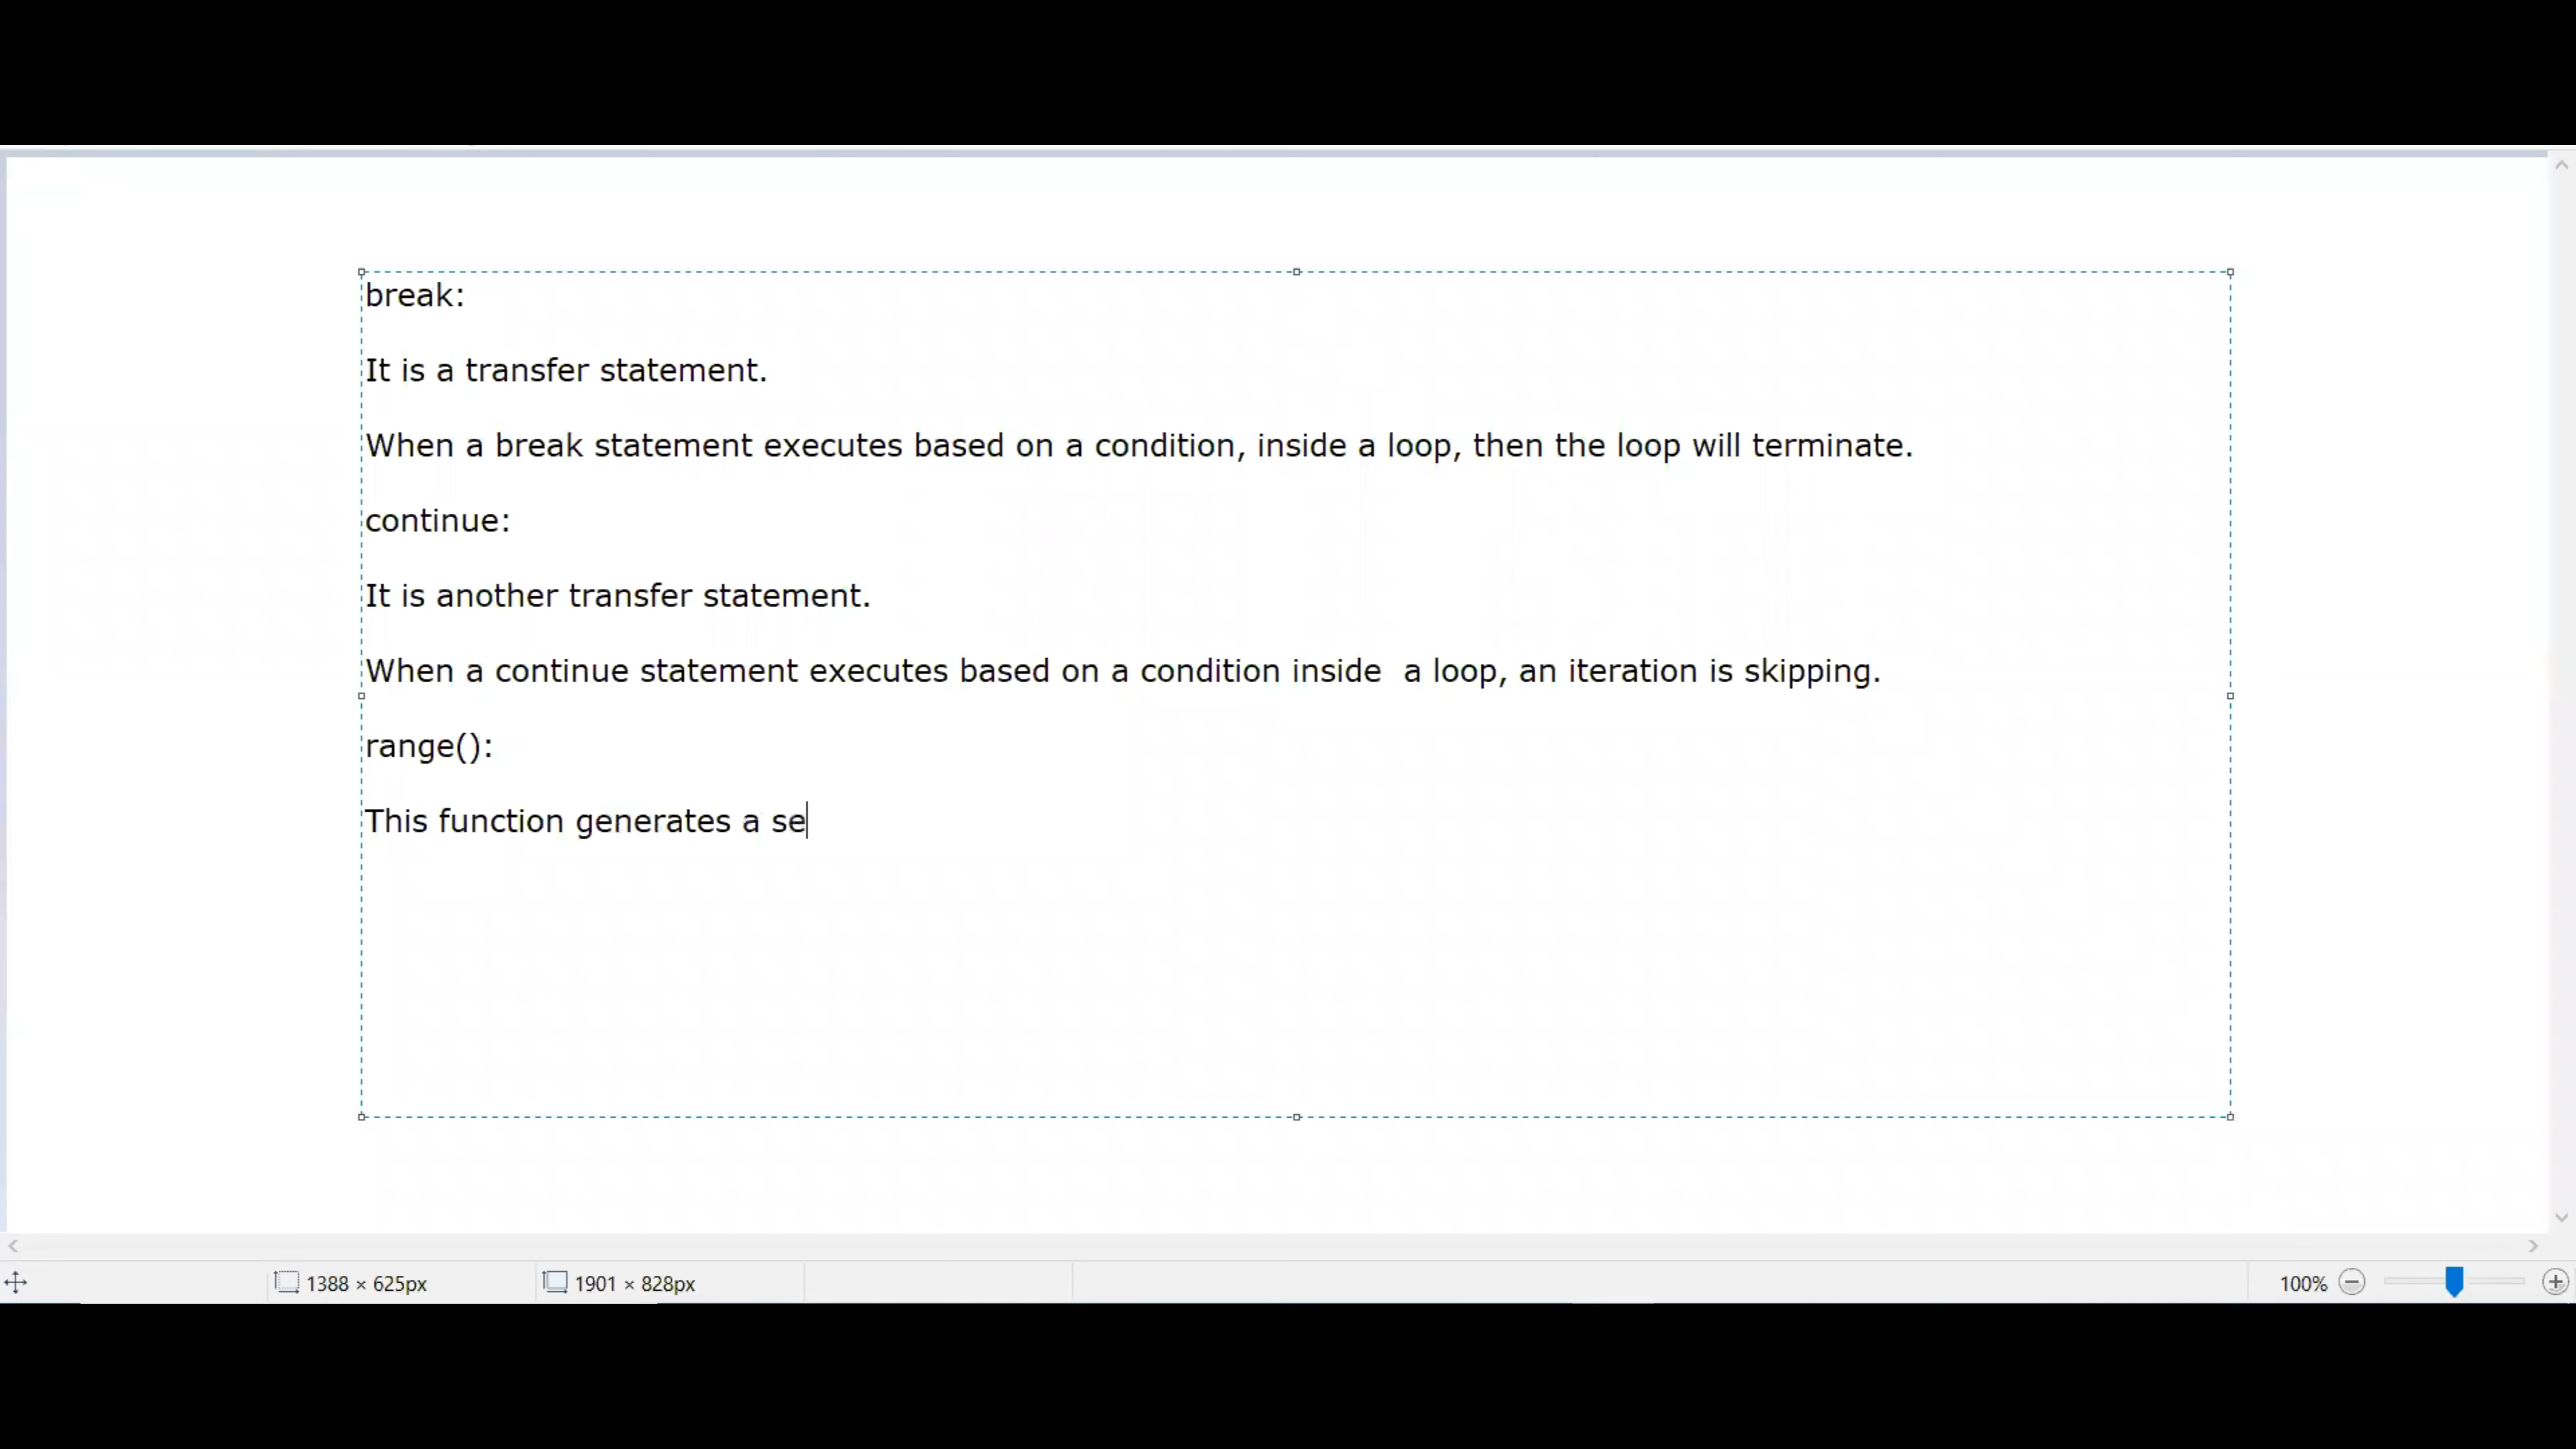 break:
It is a transfer statement.
When a break statement executes based on a condition, inside a loop, then the loop will terminate.
continue:
It is another transfer statement.
When a continue statement executes based on a condition inside  a loop, an iteration is skipping.
range():
This function generates a se
1388 × 625px
1901 × 828px
100%